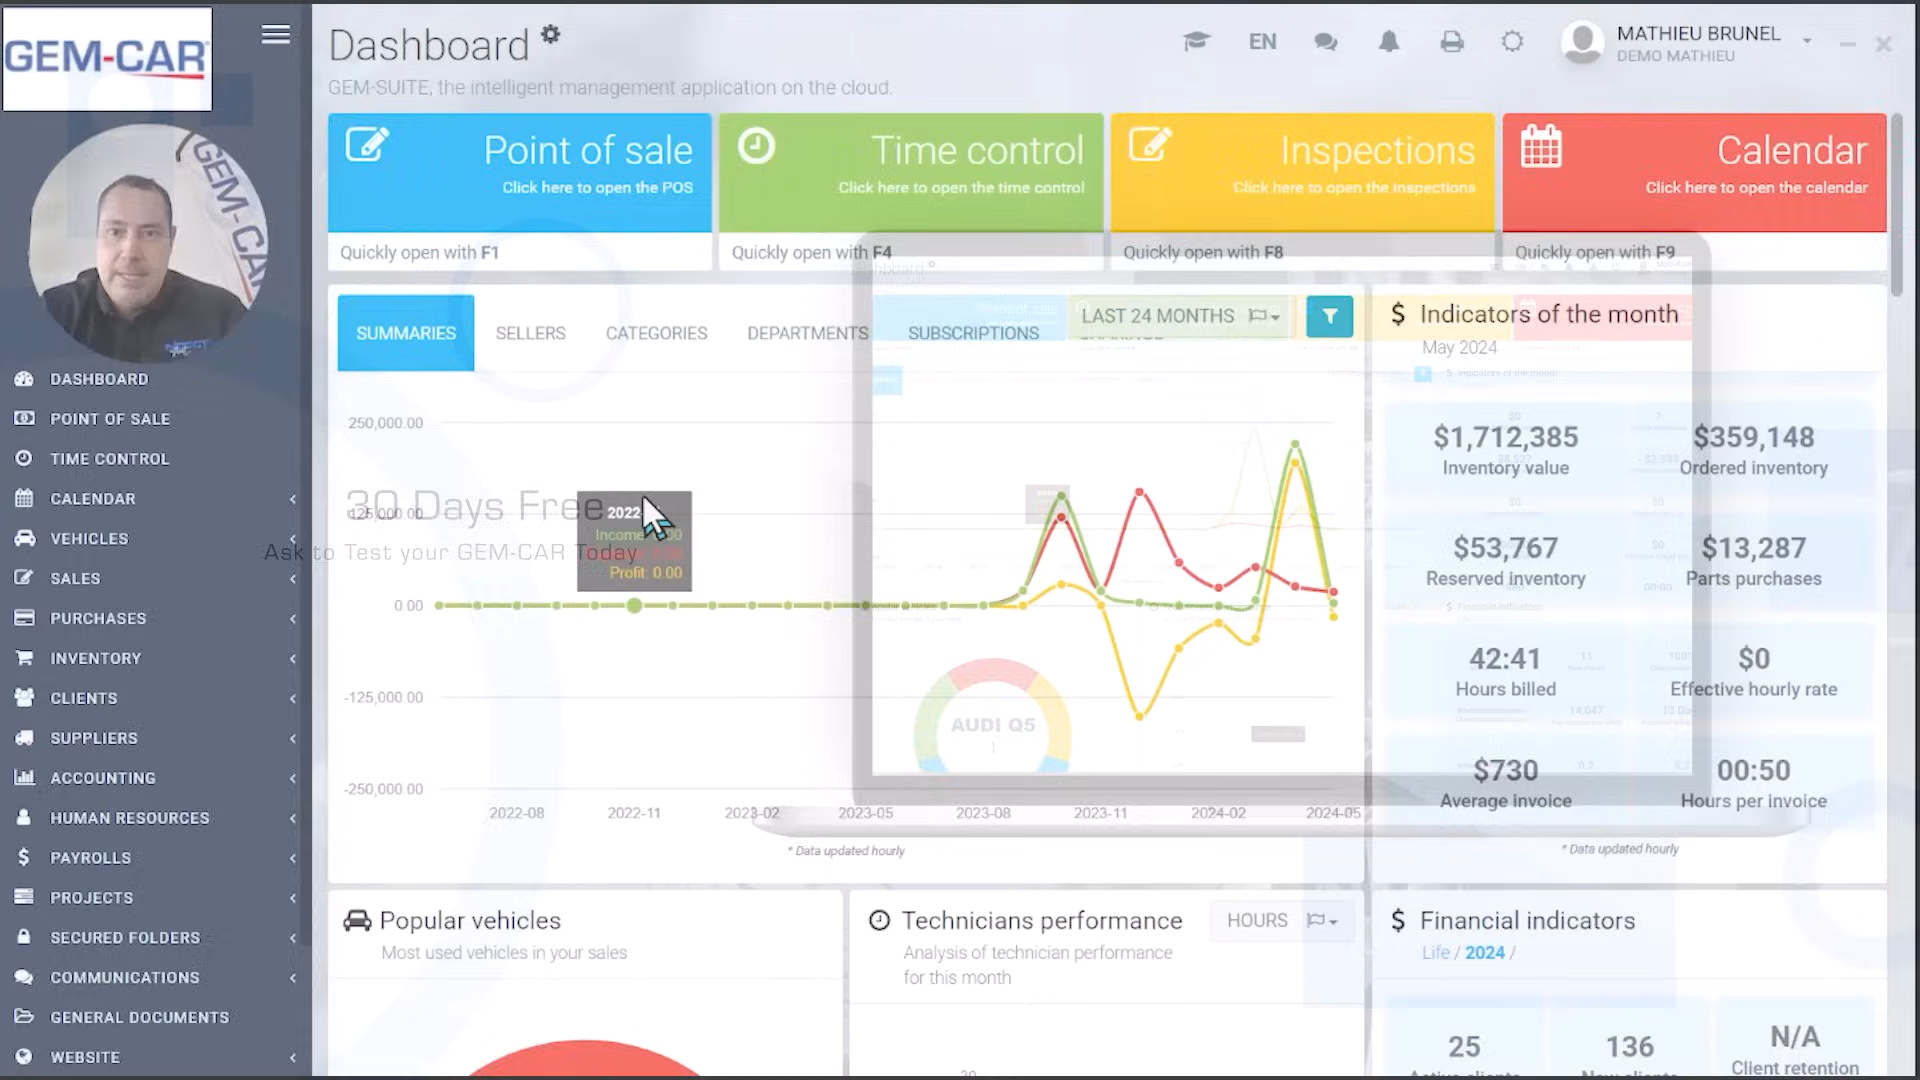 GEM-CAR
GEM-CAR
Dashboard
GEM-SUITE, the intelligent management application on the cloud.
EN
MATHIEU BRUNEL
DEMO MATHIEU
Point of sale
Click here to open the POS
Quickly open with F1
Time control
Click here to open the time control
Quickly open with F4
Inspections
Click here to open the inspections
Quickly open with F8
Calendar
Click here to open the calendar
Quickly open with F9
DASHBOARD
POINT OF SALE
TIME CONTROL
CALENDAR
VEHICLES
SALES
PURCHASES
INVENTORY
CLIENTS
SUPPLIERS
ACCOUNTING
HUMAN RESOURCES
PAYROLLS
PROJECTS
SECURED FOLDERS
COMMUNICATIONS
GENERAL DOCUMENTS
WEBSITE
SUMMARIES
SELLERS
CATEGORIES
DEPARTMENTS
SUBSCRIPTIONS
LAST 24 MONTHS
250,000.00
125,000.00
0.00
-125,000.00
-250,000.00
30 Days Free
Ask to Test your GEM-CAR Today
2022-
Income: 0.00
Profit: 0.00
AUDI Q5
1
2022-08
2022-11
2023-02
2023-05
2023-08
2023-11
2024-02
2024-05
* Data updated hourly
Indicators of the month
May 2024
$1,712,385
Inventory value
$359,148
Ordered inventory
$53,767
Reserved inventory
$13,287
Parts purchases
42:41
Hours billed
$0
Effective hourly rate
$730
Average invoice
00:50
Hours per invoice
* Data updated hourly
Popular vehicles
Most used vehicles in your sales
Technicians performance
Analysis of technician performance
for this month
HOURS
Financial indicators
Life / 2024 /
25
Active clients
136
New clients
N/A
Client retention